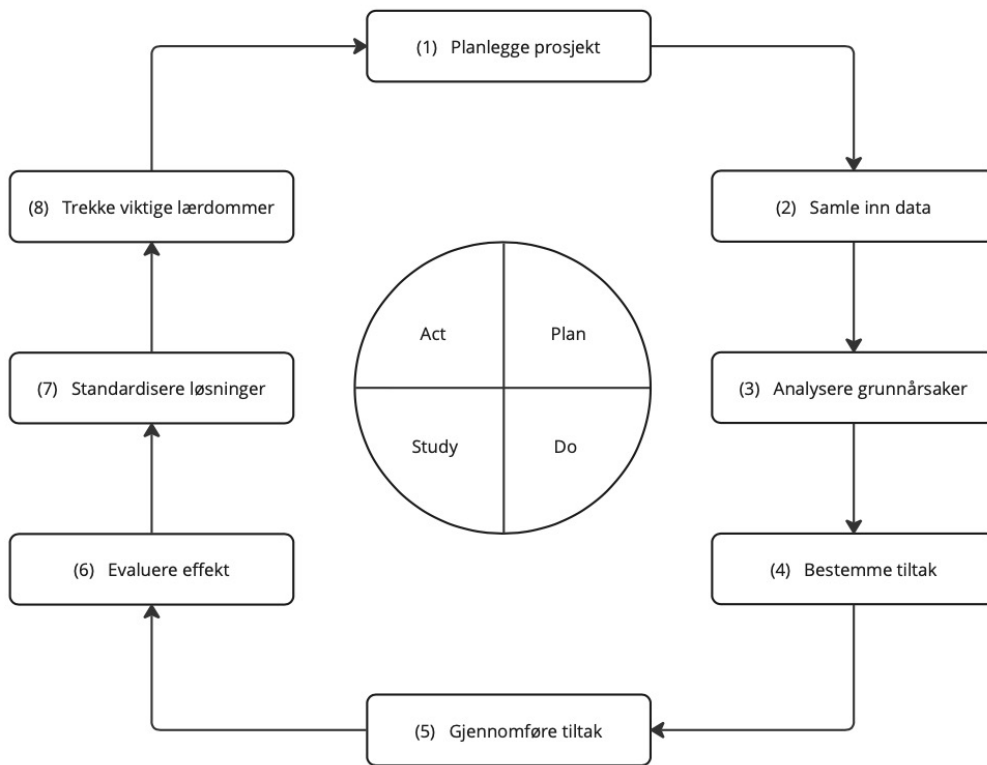 (1) Planlegge prosjekt
(8) Trekke viktige lærdommer
(2) Samle inn data
Act
Plan
(7) Standardisere løsninger
(3) Analysere grunnårsaker
Study
Do
(6) Evaluere effekt
(4) Bestemme tiltak
(5) Gjennomføre tiltak